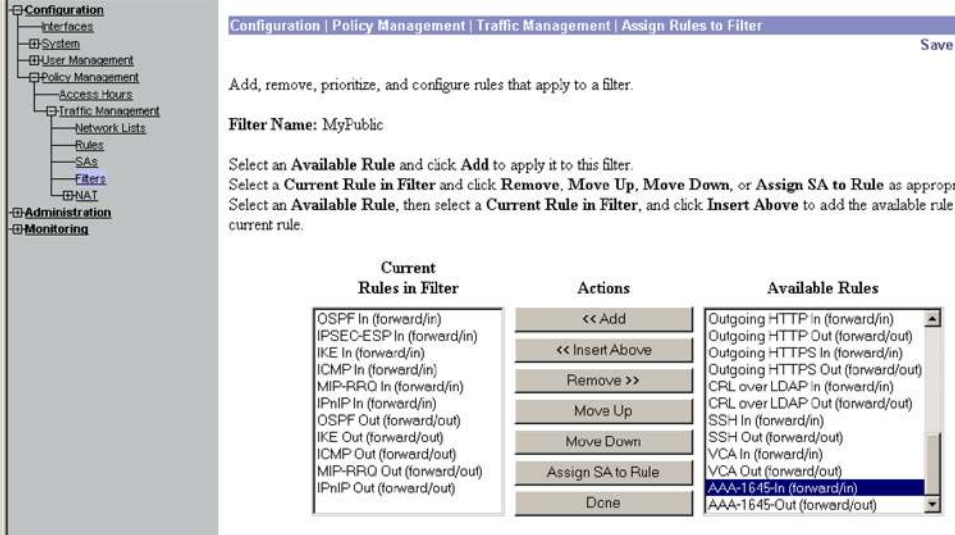 Configuration
Interfaces
System
User Management
Policy Management
Access Hours
Traffic Management
Network Lists
Rules
SAs
Filters
NAT
Administration
Monitoring
Configuration | Policy Management | Traffic Management | Assign Rules to Filter
Save
Add, remove, prioritize, and configure rules that apply to a filter.
Filter Name: MyPublic
Select an Available Rule and click Add to apply it to this filter.
Select a Current Rule in Filter and click Remove, Move Up, Move Down, or Assign SA to Rule as appropr
Select an Available Rule, then select a Current Rule in Filter, and click Insert Above to add the available rule
current rule.
Current
Rules in Filter
OSPF In (forward/in)
IPSEC-ESP In (forward/in)
IKE In (forward/in)
ICMP In (forward/in)
MIP-RRQ In (forward/in)
IPnIP In (forward/in)
OSPF Out (forward/out)
IKE Out (forward/out)
ICMP Out (forward/out)
MIP-RRQ Out (forward/out)
IPnIP Out (forward/out)
Actions
<< Add
<< Insert Above
Remove >>
Move Up
Move Down
Assign SA to Rule
Done
Available Rules
Outgoing HTTP In (forward/in)
Outgoing HTTP Out (forward/out)
Outgoing HTTPS In (forward/in)
Outgoing HTTPS Out (forward/out)
CRL over LDAP In (forward/in)
CRL over LDAP Out (forward/out)
SSH In (forward/in)
SSH Out (forward/out)
VCA In (forward/in)
VCA Out (forward/out)
AAA-1645-In (forward/in)
AAA-1645-Out (forward/out)